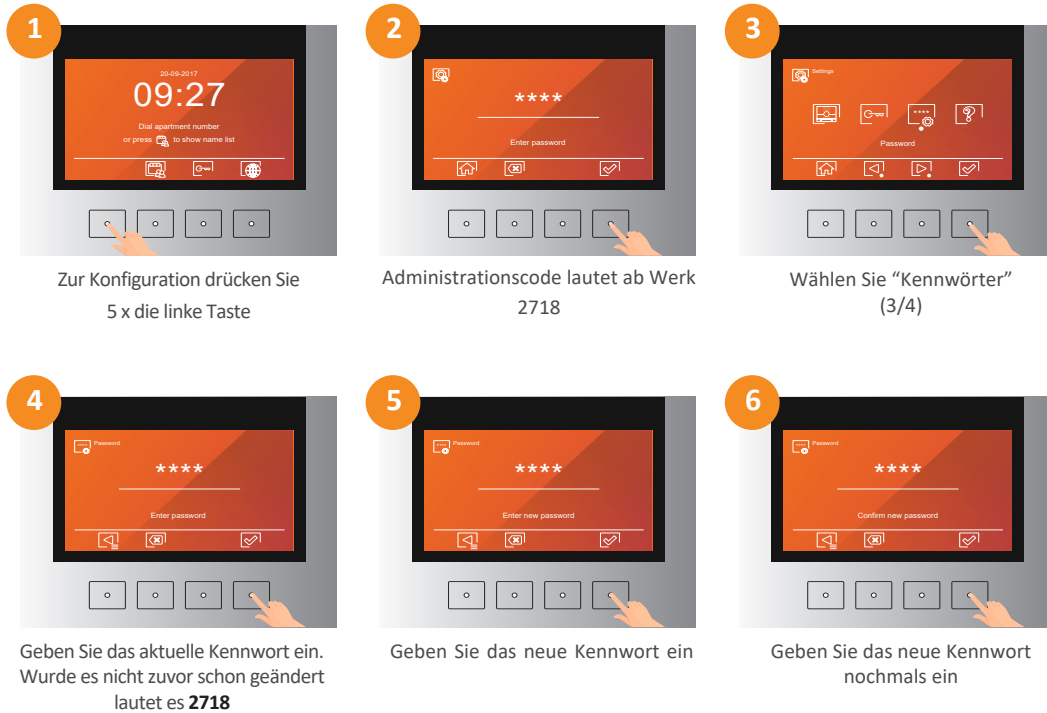 1
20-09-2017
09:27
Dial apartment number
or press to show name list
Zur Konfiguration drücken Sie
5 x die linke Taste
2
****
Enter password
Administrationscode lautet ab Werk
2718
3
Settings
****
?
Password
Wählen Sie “Kennwörter”
(3/4)
4
Password
****
Enter password
Geben Sie das aktuelle Kennwort ein.
Wurde es nicht zuvor schon geändert
lautet es 2718
5
Password
****
Enter new password
Geben Sie das neue Kennwort ein
6
Password
****
Confirm new password
Geben Sie das neue Kennwort
nochmals ein